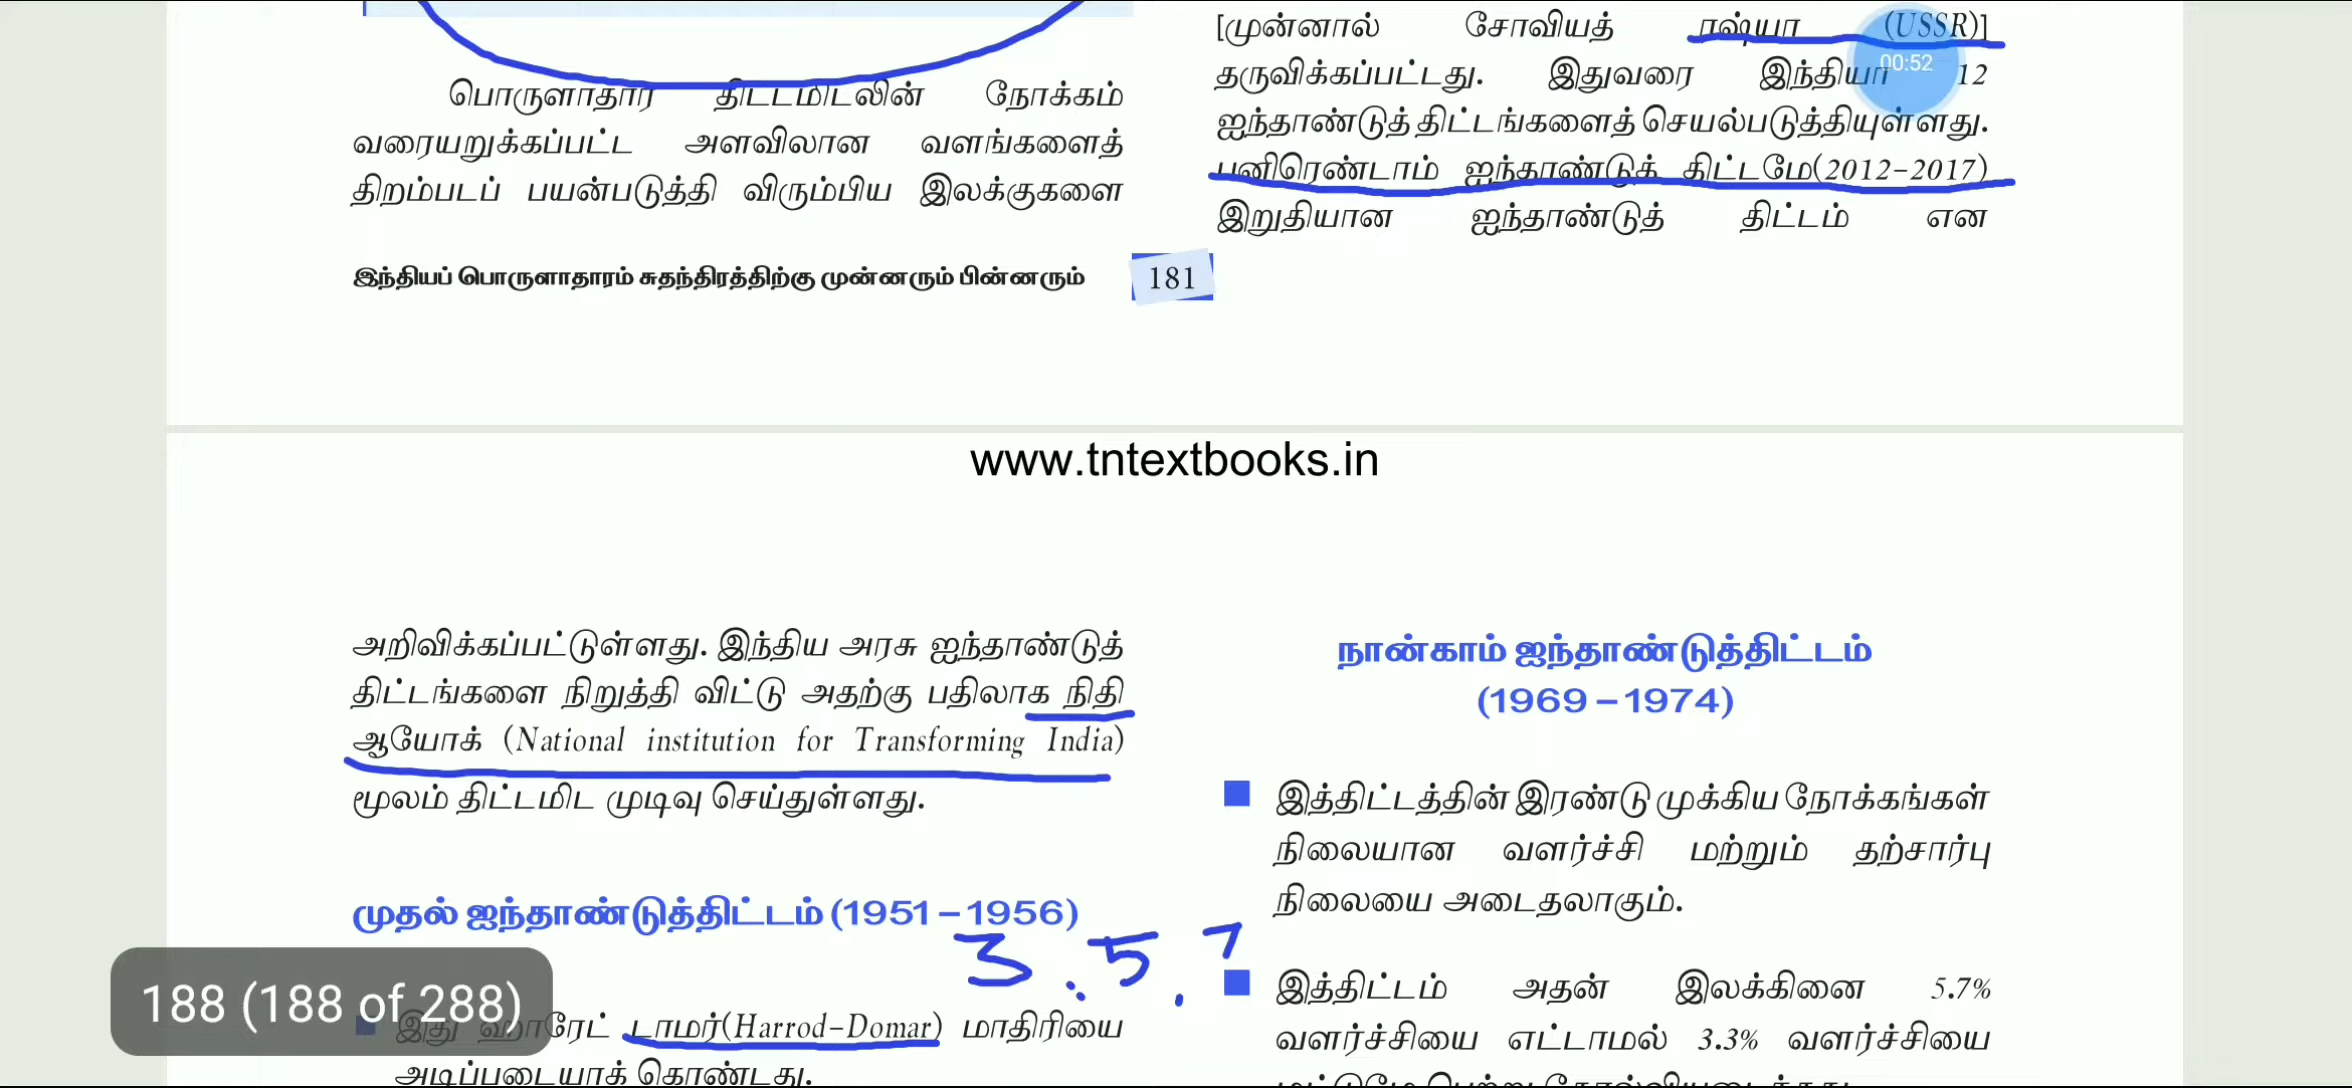 பொருளாதார திட்டமிடலின் நோக்கம்
வரையறுக்கப்பட்ட அளவிலான வளங்களைத்
திறம்படப் பயன்படுத்தி விரும்பிய இலக்குகளை
[முன்னால் சோவியத் ரஷ்யா (USSR)]
00:52
தருவிக்கப்பட்டது. இதுவரை இந்தியா 12
ஐந்தாண்டுத் திட்டங்களைத் செயல்படுத்தியுள்ளது.
பனிரெண்டாம் ஐந்தாண்டுக் திட்டமே(2012-2017)
இறுதியான ஐந்தாண்டுத் திட்டம் என
இந்தியப் பொருளாதாரம் சுதந்திரத்திற்கு முன்னரும் பின்னரும் 181
www.tntextbooks.in
அறிவிக்கப்பட்டுள்ளது. இந்திய அரசு ஐந்தாண்டுத்
திட்டங்களை நிறுத்தி விட்டு அதற்கு பதிலாக நிதி
ஆயோக் (National institution for Transforming India)
மூலம் திட்டமிட முடிவு செய்துள்ளது.
முதல் ஐந்தாண்டுத்திட்டம் (1951 – 1956)
3.5.7
இது ஹாரேட் டாமர்(Harrod-Domar) மாதிரியை
அடிப்படையாக் கொண்டது.
நான்காம் ஐந்தாண்டுத்திட்டம்
(1969 – 1974)
இத்திட்டத்தின் இரண்டு முக்கிய நோக்கங்கள்
நிலையான வளர்ச்சி மற்றும் தற்சார்பு
நிலையை அடைதலாகும்.
இத்திட்டம் அதன் இலக்கினை 5.7%
வளர்ச்சியை எட்டாமல் 3.3% வளர்ச்சியை
188 (188 of 288)